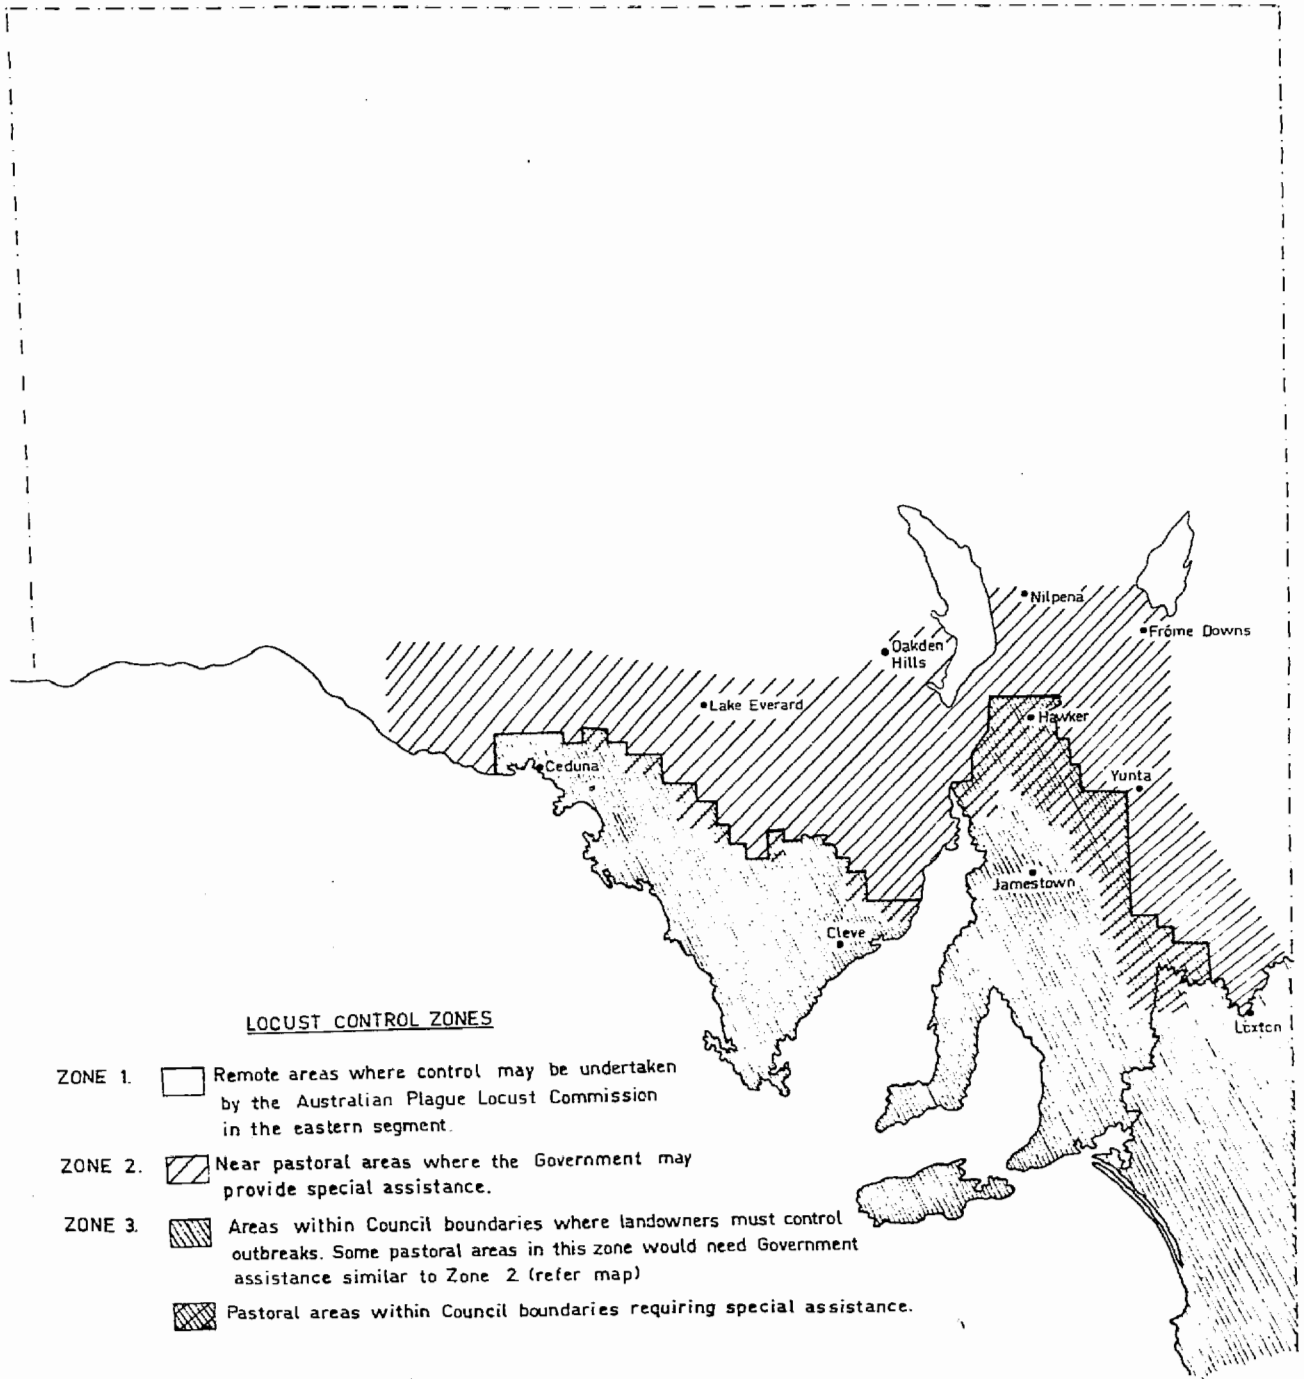 Nilpena
Frome Downs
Oakden
Hills
Lake Everard
Hawker
Ceduna
Yunta
Jamestown
Cleve
Loxton
LOCUST CONTROL ZONES
ZONE 1. Remote areas where control may be undertaken
by the Australian Plague Locust Commission
in the eastern segment.
ZONE 2. Near pastoral areas where the Government may
provide special assistance.
ZONE 3. Areas within Council boundaries where landowners must control
outbreaks. Some pastoral areas in this zone would need Government
assistance similar to Zone 2 (refer map)
Pastoral areas within Council boundaries requiring special assistance.